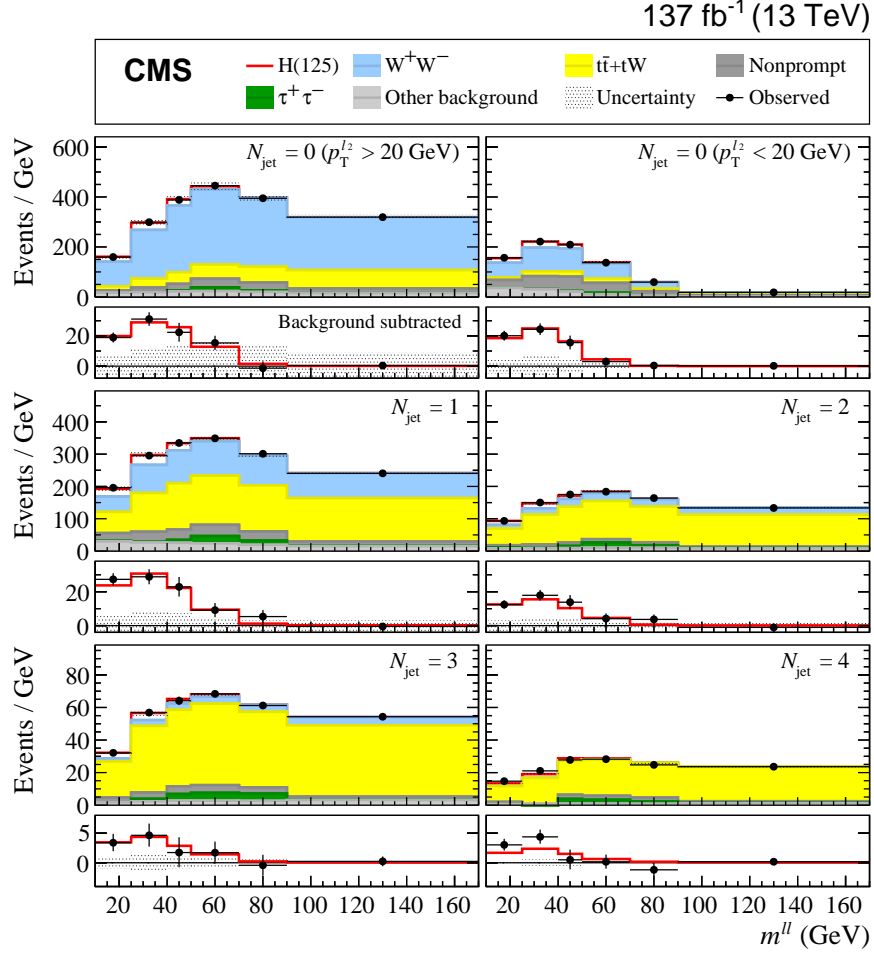 137 fb⁻¹ (13 TeV)
CMS
H(125) W⁺W⁻ tt̄+tW Nonprompt
τ⁺τ⁻ Other background Uncertainty Observed
Events / GeV
600
400
200
0
N_jet = 0 (p_T^{l₂} > 20 GeV)
N_jet = 0 (p_T^{l₂} < 20 GeV)
20
0
Background subtracted
Events / GeV
400
300
200
100
0
N_jet = 1
N_jet = 2
20
0
Events / GeV
80
60
40
20
0
N_jet = 3
N_jet = 4
5
0
20 40 60 80 100 120 140 160
20 40 60 80 100 120 140 160
m^{ll} (GeV)